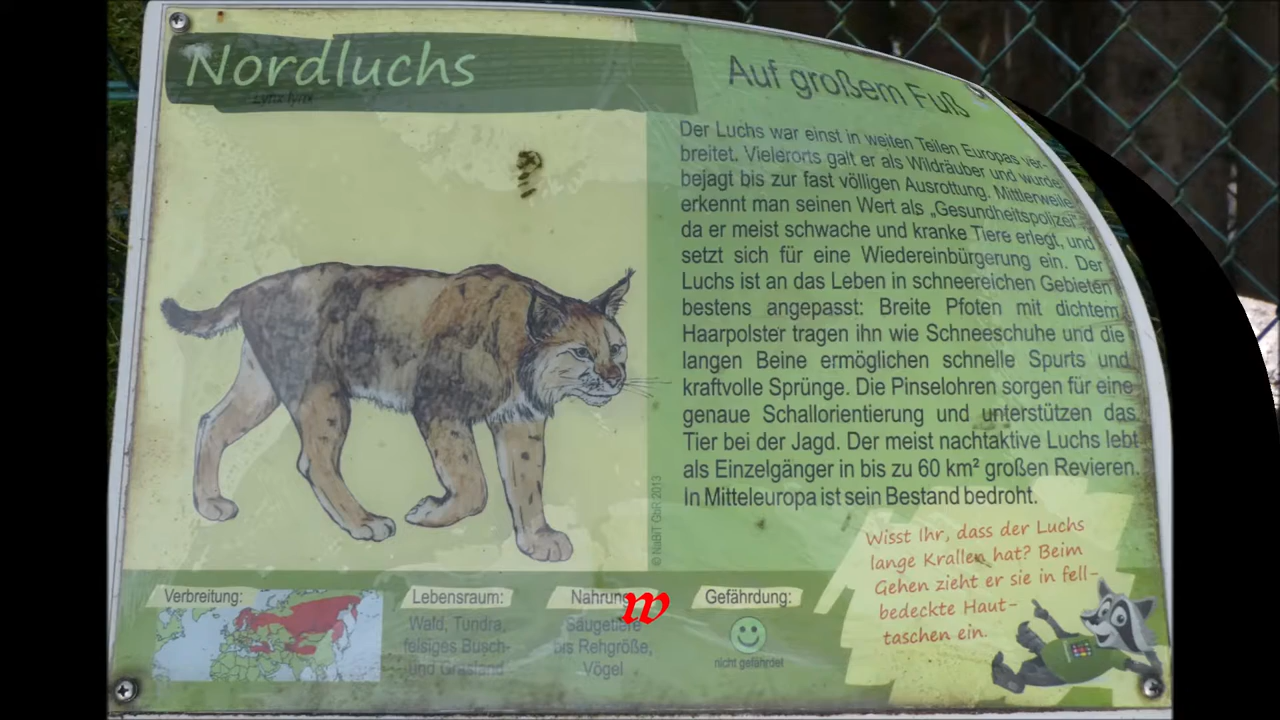 Nordluchs
Lynx lynx
Auf großem Fuß
Der Luchs war einst in weiten Teilen Europas ver-
breitet. Vielerorts galt er als Wildräuber und wurde
bejagt bis zur fast völligen Ausrottung. Mittlerweile
erkennt man seinen Wert als „Gesundheitspolizei“
da er meist schwache und kranke Tiere erlegt, und
setzt sich für eine Wiedereinbürgerung ein. Der
Luchs ist an das Leben in schneereichen Gebieten
bestens angepasst: Breite Pfoten mit dichtem
Haarpolster tragen ihn wie Schneeschuhe und die
langen Beine ermöglichen schnelle Spurts und
kraftvolle Sprünge. Die Pinselohren sorgen für eine
genaue Schallorientierung und unterstützen das
Tier bei der Jagd. Der meist nachtaktive Luchs lebt
als Einzelgänger in bis zu 60 km² großen Revieren.
In Mitteleuropa ist sein Bestand bedroht.
© NaBiT GbR 2013
Wisst Ihr, dass der Luchs
lange Krallen hat? Beim
Gehen zieht er sie in fell-
bedeckte Haut-
taschen ein.
Verbreitung:
Lebensraum:
Wald, Tundra,
felsiges Busch-
und Grasland
Nahrung
Säugetiere
bis Rehgröße,
Vögel
w
Gefährdung:
nicht gefährdet